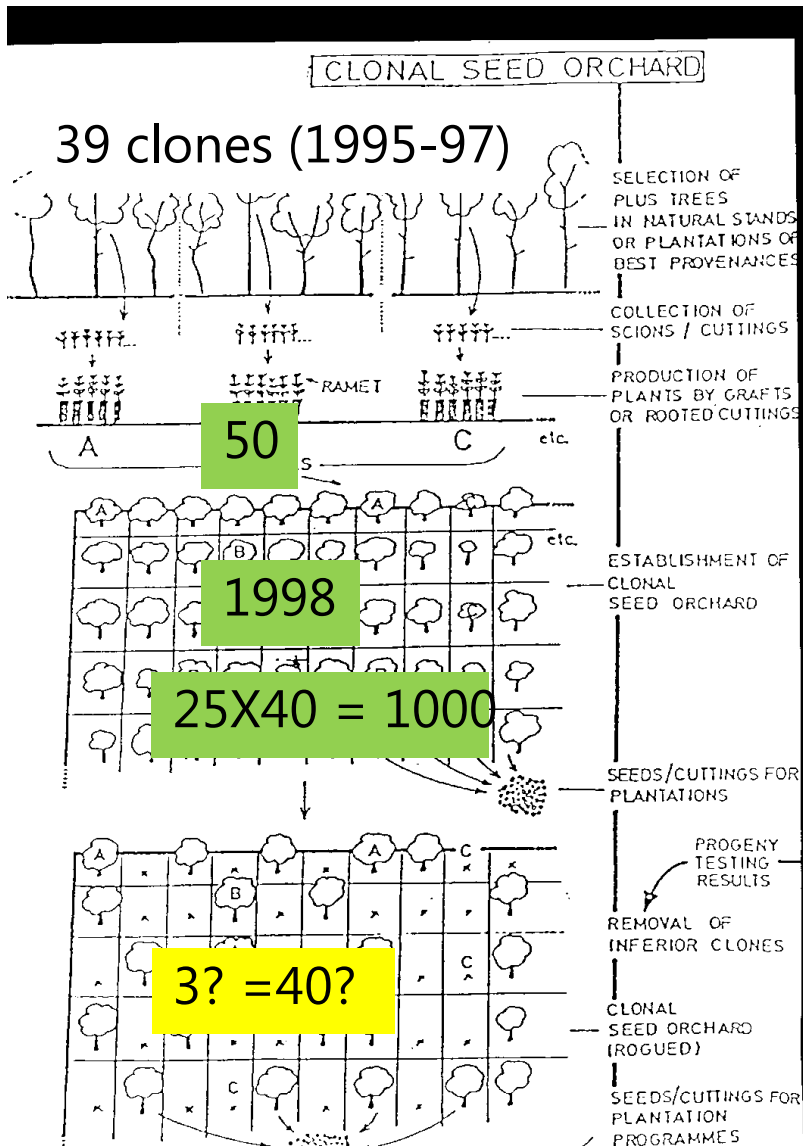 CLONAL SEED ORCHARD
39 clones (1995-97)
SELECTION OF
PLUS TREES
IN NATURAL STANDS
OR PLANTATIONS OF
BEST PROVENANCES
COLLECTION OF
SCIONS / CUTTINGS
RAMET
PRODUCTION OF
PLANTS BY GRAFTS
OR ROOTED CUTTINGS
A
50
C
etc.
S
A
A
C
etc.
B
ESTABLISHMENT OF
CLONAL
SEED ORCHARD
1998
C
25X40 = 1000
SEEDS/CUTTINGS FOR
PLANTATIONS
A
A
C
PROGENY
TESTING
RESULTS
B
REMOVAL OF
INFERIOR CLONES
C
3? =40?
CLONAL
SEED ORCHARD
(ROGUED)
C
SEEDS/CUTTINGS FOR
PLANTATION
PROGRAMMES